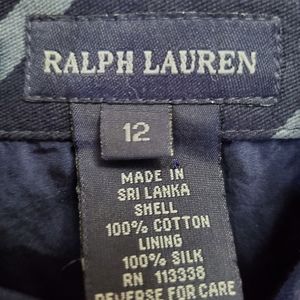 RALPH LAUREN
12
MADE IN
SRI LANKA
SHELL
100% COTTON
LINING
100% SILK
RN 113338
REVERSE FOR CARE